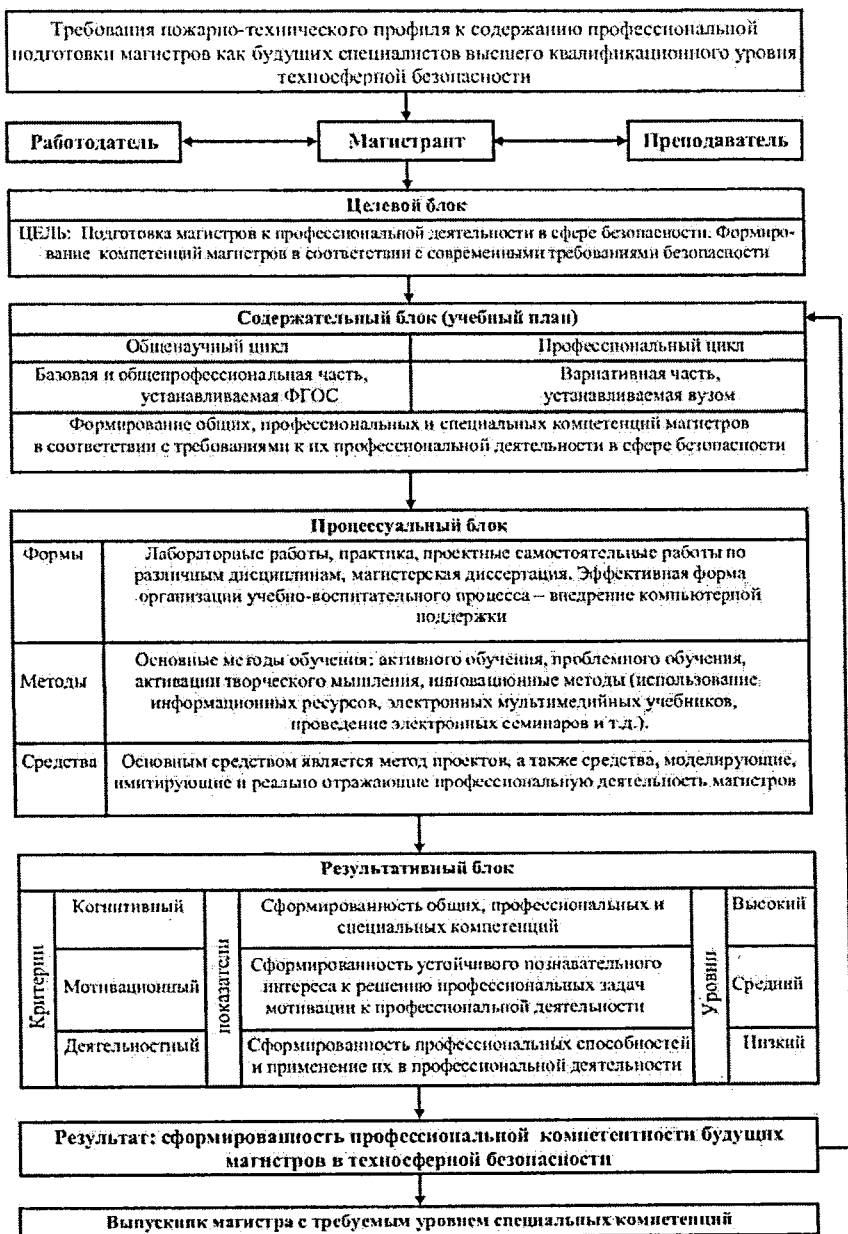 Требования пожарно-технического профиля к содержанию профессиональной
подготовки магистров как будущих специалистов высшего квалификационного уровня
техносферной безопасности
Работодатель
Магистрант
Преподаватель
Целевой блок
ЦЕЛЬ: Подготовка магистров к профессиональной деятельности в сфере безопасности. Формиро-
вание компетенций магистров в соответствии с современными требованиями безопасности
Содержательный блок (учебный план)
Общенаучный цикл
Профессиональный цикл
Базовая и общепрофессиональная часть,
устанавливаемая ФГОС
Вариативная часть,
устанавливаемая вузом
Формирование общих, профессиональных и специальных компетенций магистров
в соответствии с требованиями к их профессиональной деятельности в сфере безопасности
Процессуальный блок
Формы
Лабораторные работы, практика, проектные самостоятельные работы по
различным дисциплинам, магистерская диссертация. Эффективная форма
организации учебно-воспитательного процесса – внедрение компьютерной
поддержки
Методы
Основные методы обучения: активного обучения, проблемного обучения,
активации творческого мышления, инновационные методы (использование
информационных ресурсов, электронных мультимедийных учебников,
проведение электронных семинаров и т.д.).
Средства
Основным средством является метод проектов, а также средства, моделирующие,
имитирующие и реально отражающие профессиональную деятельность магистров
Результативный блок
Критерии
Когнитивный
Мотивационный
Деятельностный
показатели
Сформированность общих, профессиональных и
специальных компетенций
Сформированность устойчивого познавательного
интереса к решению профессиональных задач
мотивации к профессиональной деятельности
Сформированность профессиональных способностей
и применение их в профессиональной деятельности
Уровни
Высокий
Средний
Низкий
Результат: сформированность профессиональной компетентности будущих
магистров в техносферной безопасности
Выпускник магистра с требуемым уровнем специальных компетенций